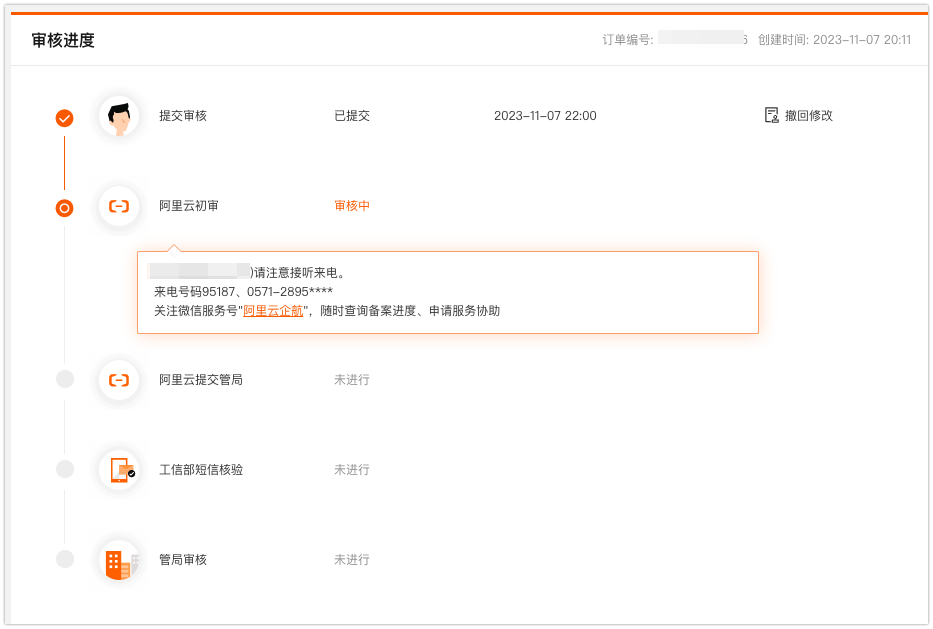 审核进度
订单编号: 6 创建时间: 2023-11-07 20:11
提交审核 已提交 2023-11-07 22:00 撤回修改
阿里云初审 审核中
)请注意接听来电。
来电号码95187、0571-2895****
关注微信服务号"阿里云企航"，随时查询备案进度、申请服务协助
阿里云提交管局 未进行
工信部短信核验 未进行
管局审核 未进行